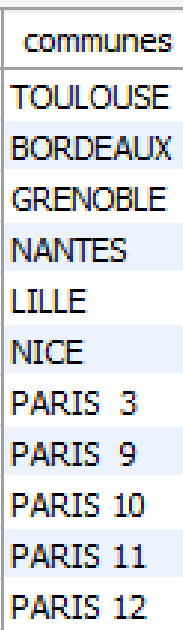 communes
TOULOUSE
BORDEAUX
GRENOBLE
NANTES
LILLE
NICE
PARIS  3
PARIS  9
PARIS 10
PARIS 11
PARIS 12